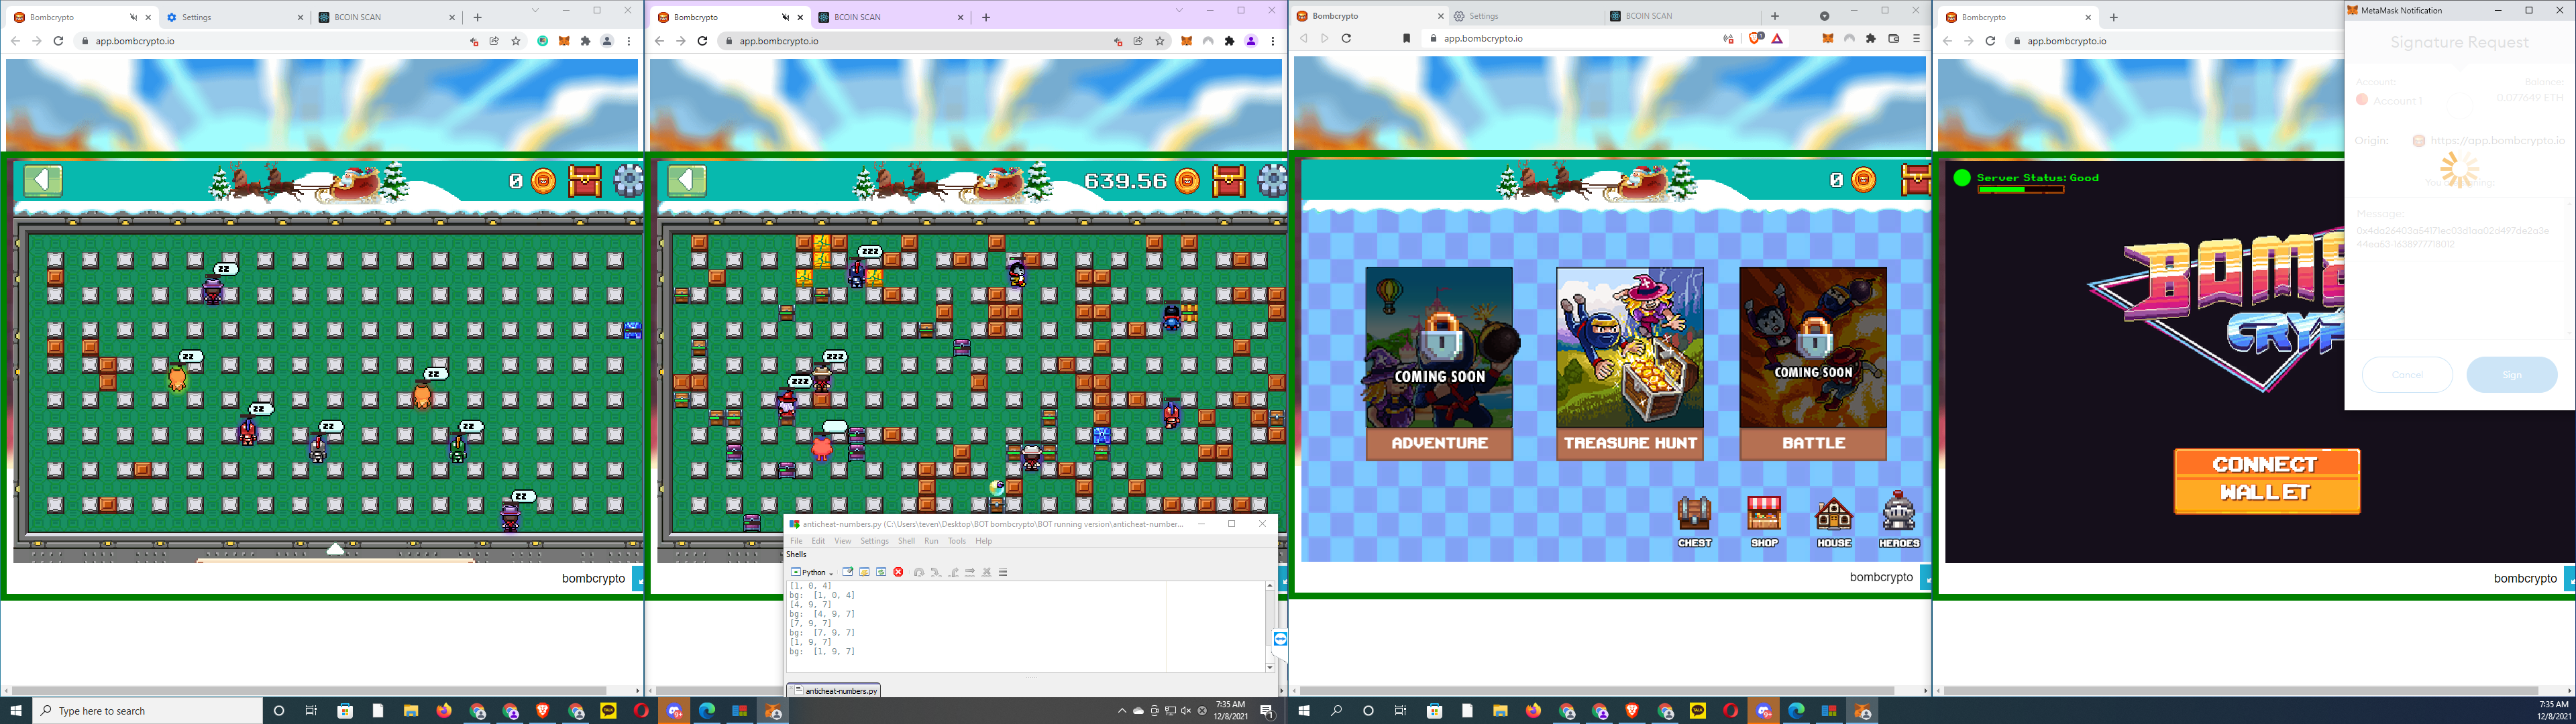 Bombcrypto
Settings
BCOIN SCAN
app.bombcrypto.io
0
zz
zz
zz
zz
zz
zz
zz
bombcrypto
Bombcrypto
BCOIN SCAN
app.bombcrypto.io
639.56
zzz
zzz
zzz
anticheat-numbers.py (C:\Users\teven\Desktop\BOT bombcrypto\BOT running version\anticheat-number...
File Edit View Settings Shell Run Tools Help
Shells
Python
[1, 0, 4]
bg: [1, 0, 4]
[4, 9, 7]
bg: [4, 9, 7]
[7, 9, 7]
bg: [7, 9, 7]
[1, 9, 7]
bg: [1, 9, 7]
anticheat-numbers.py
Bombcrypto
Settings
BCOIN SCAN
app.bombcrypto.io
0
COMING SOON
COMING SOON
ADVENTURE
TREASURE HUNT
BATTLE
CHEST
SHOP
HOUSE
HEROES
bombcrypto
Bombcrypto
app.bombcrypto.io
Server Status: Good
CONNECT
WALLET
bombcrypto
MetaMask Notification
Signature Request
Account:
Balance:
Account 1
0.077649 ETH
Origin:
https://app.bombcrypto.io
Message:
Cancel
Sign
Type here to search
7:35 AM
12/8/2021
7:35 AM
12/8/2021